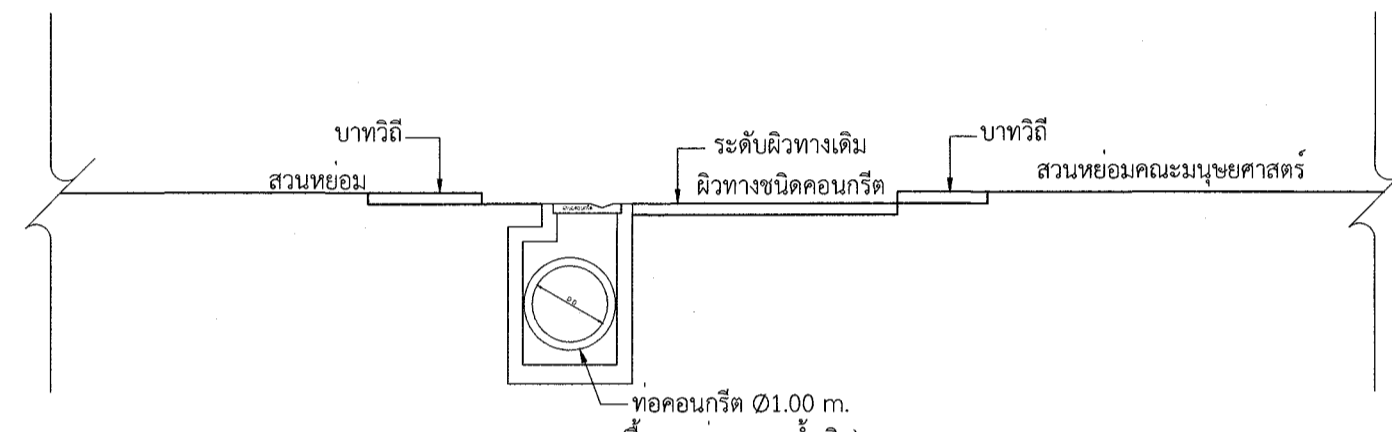 บาทวิถี
สวนหย่อม
ระดับผิวทางเดิม
ผิวทางชนิดคอนกรีต
บาทวิถี
สวนหย่อมคณะมนุษยศาสตร์
ท่อคอนกรีต Ø1.00 m.